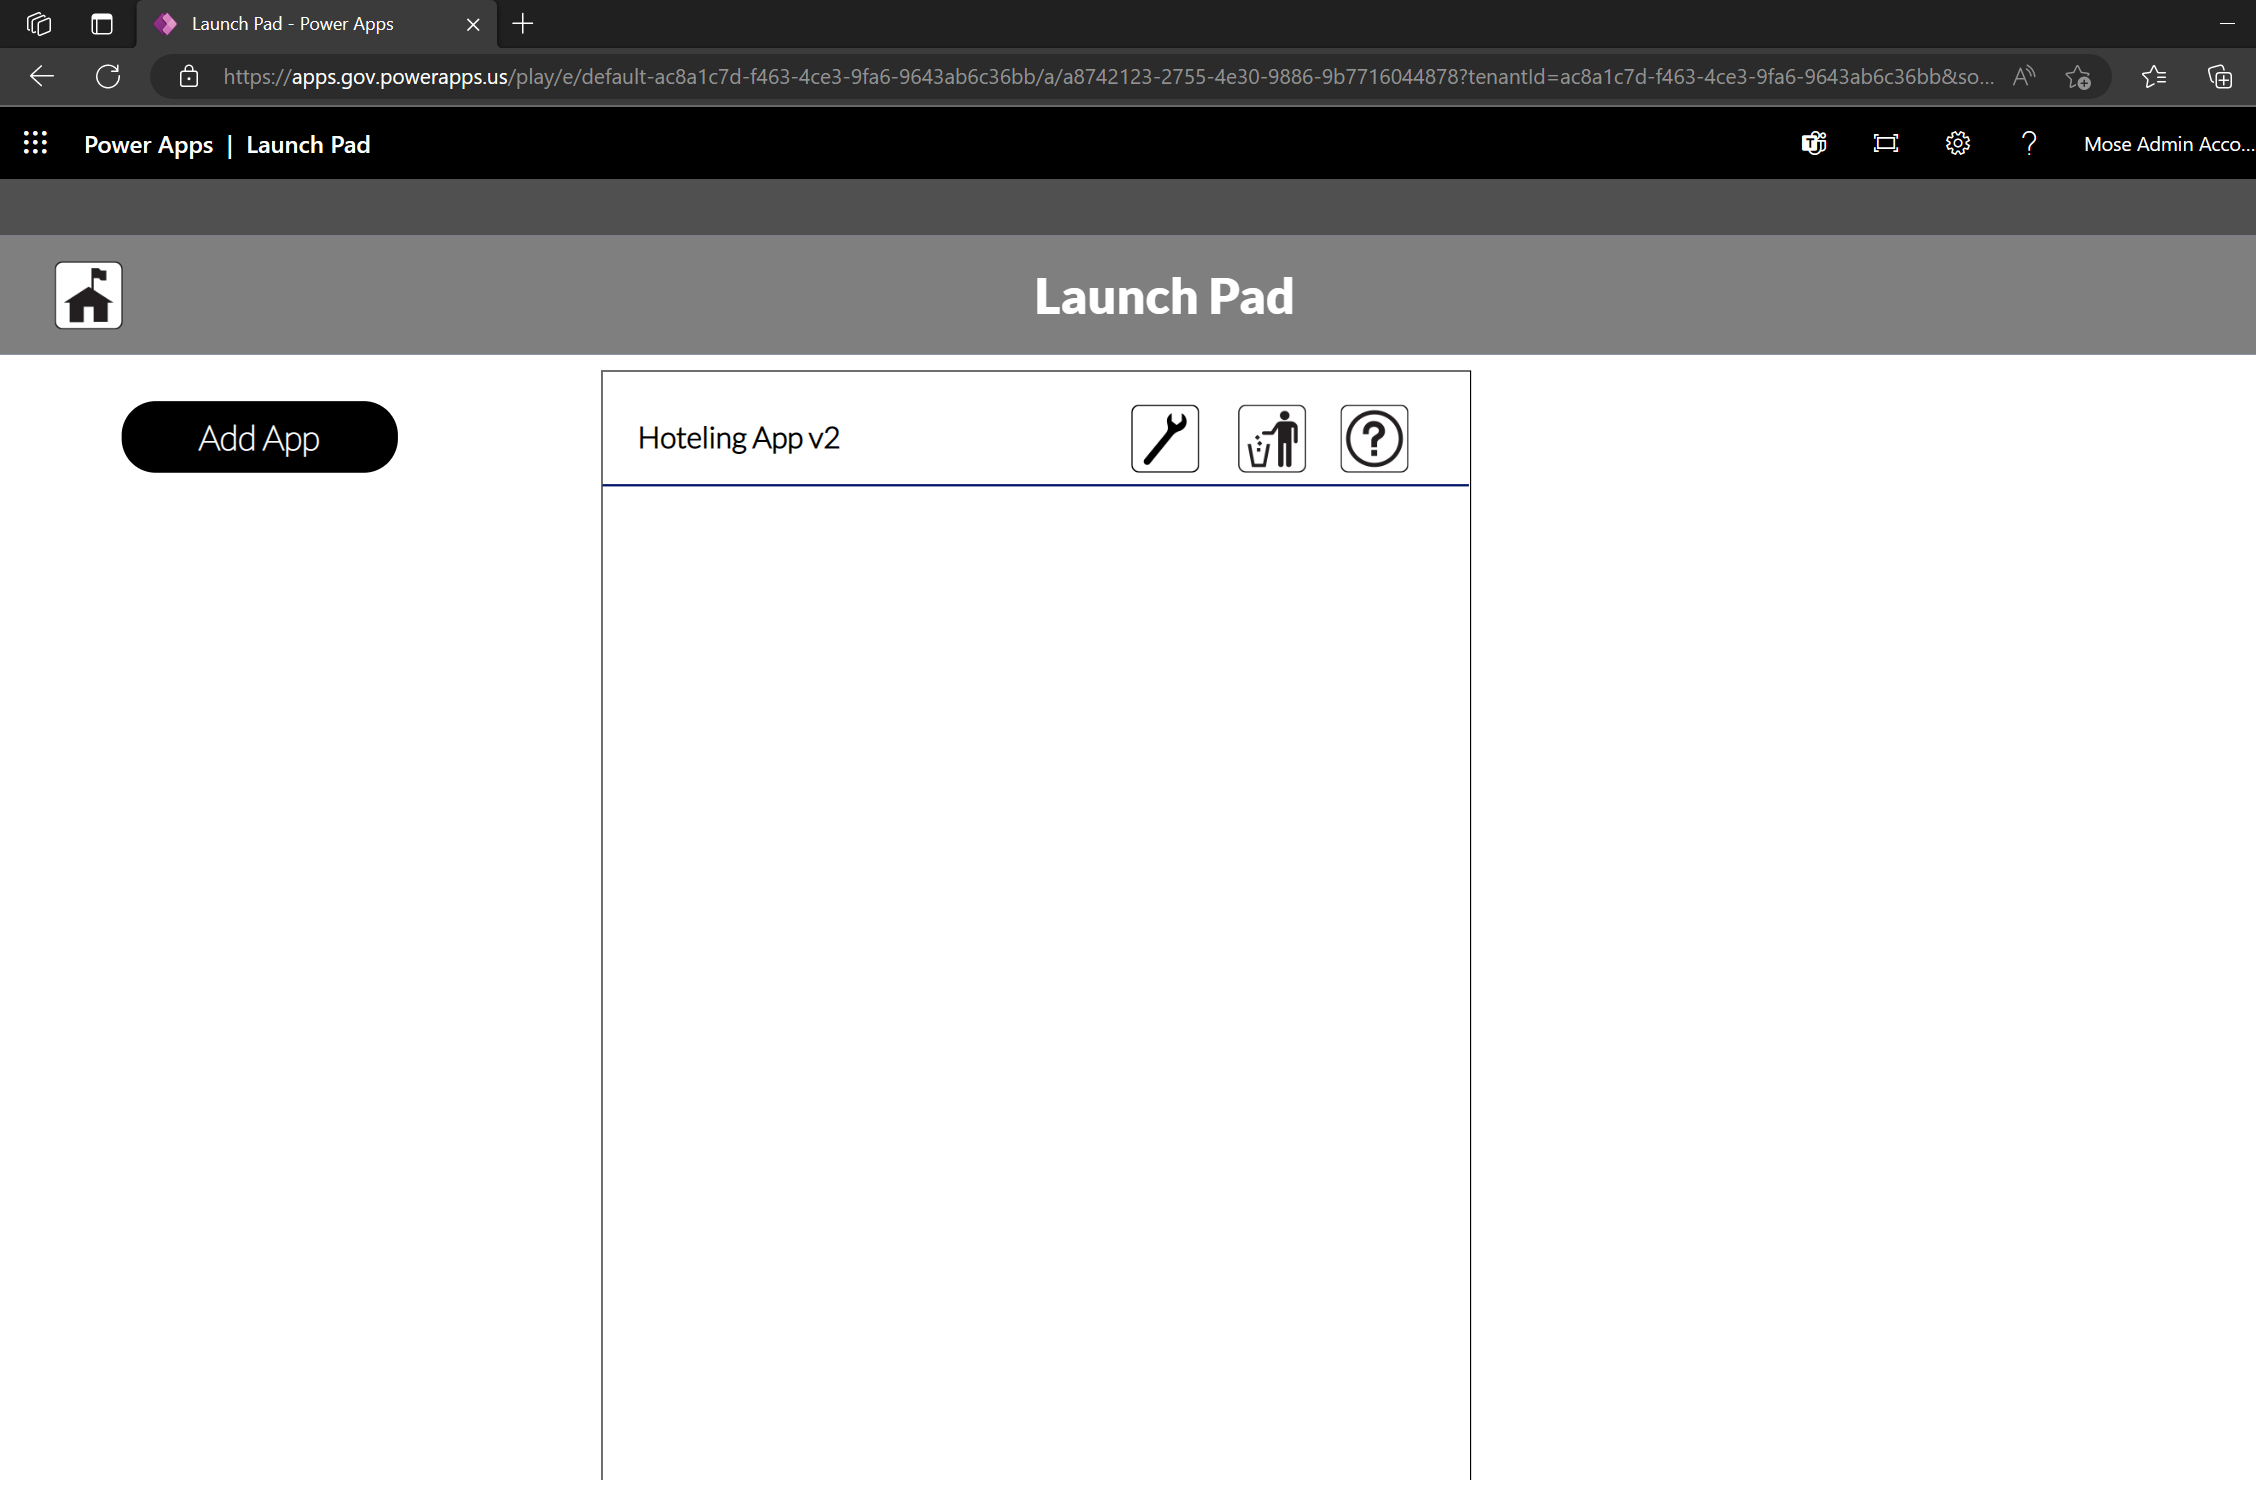 Launch Pad - Power Apps
https://apps.gov.powerapps.us/play/e/default-ac8a1c7d-f463-4ce3-9fa6-9643ab6c36bb/a/a8742123-2755-4e30-9886-9b7716044878?tenantId=ac8a1c7d-f463-4ce3-9fa6-9643ab6c36bb&so...
Power Apps | Launch Pad
Mose Admin Acco...
Launch Pad
Add App
Hoteling App v2